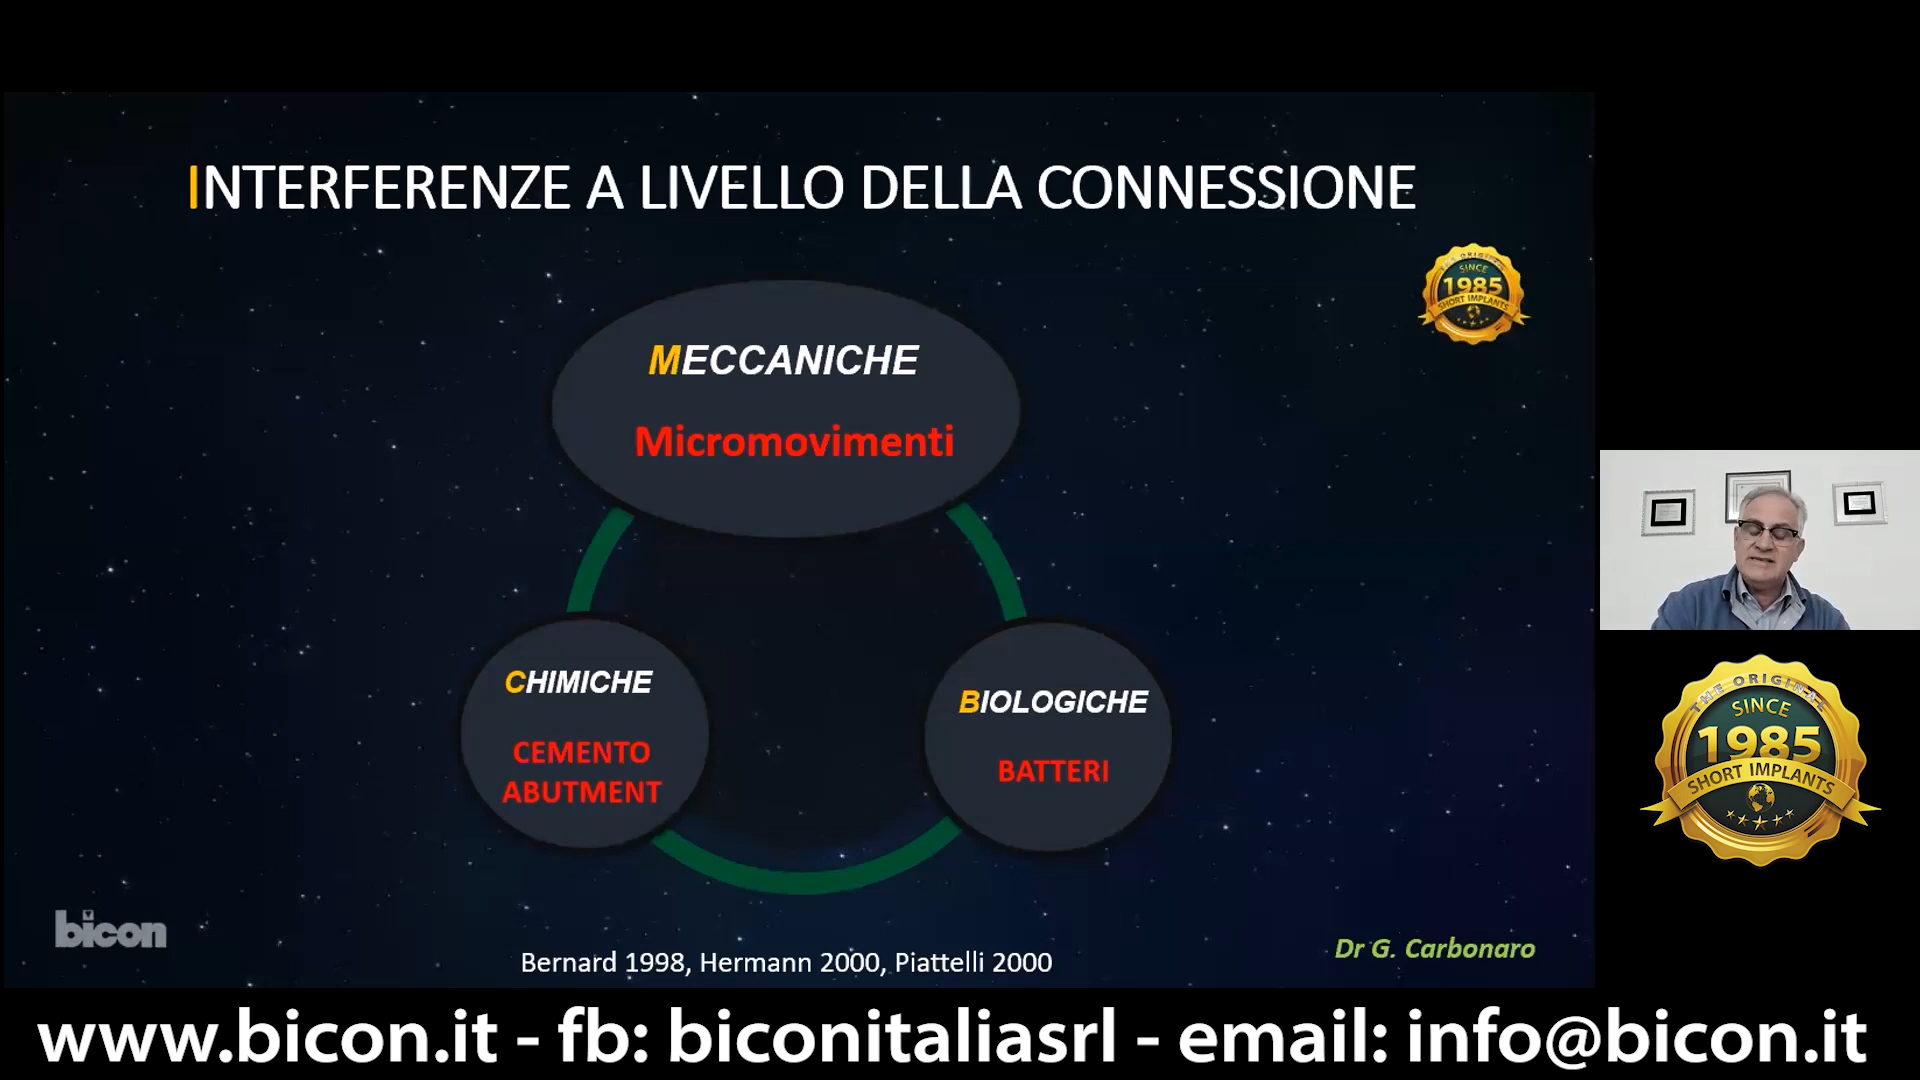 INTERFERENZE A LIVELLO DELLA CONNESSIONE
THE ORIGINAL
SINCE
1985
SHORT IMPLANTS
MECCANICHE
Micromovimenti
CHIMICHE
CEMENTO
ABUTMENT
BIOLOGICHE
BATTERI
THE ORIGINAL
SINCE
1985
SHORT IMPLANTS
bicon
Bernard 1998, Hermann 2000, Piattelli 2000
Dr G. Carbonaro
www.bicon.it - fb: biconitaliasrl - email: info@bicon.it